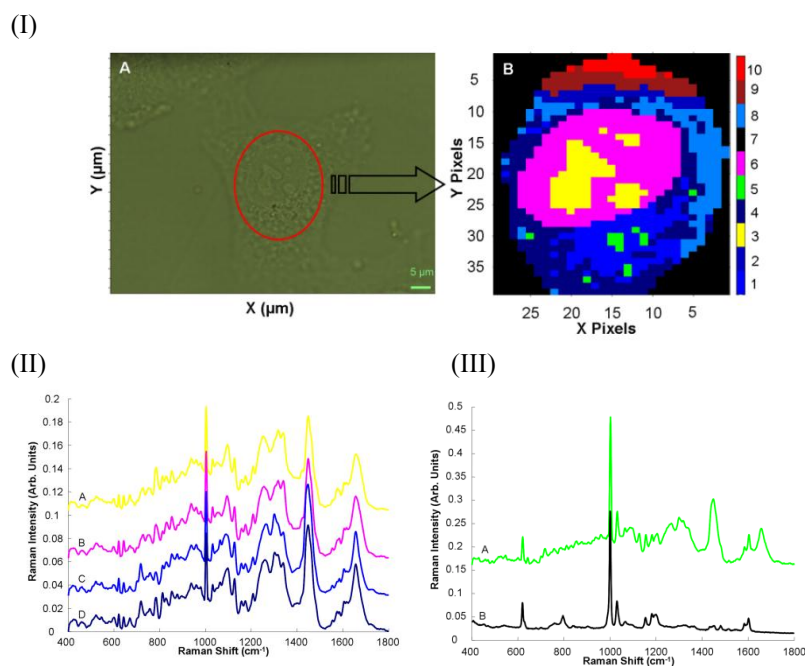 (I)
A
Y (µm)
X (µm)
5 µm
B
Y Pixels
5
10
15
20
25
30
35
25 20 15 10 5
X Pixels
10
9
8
7
6
5
4
3
2
1
(II)
Raman Intensity (Arb. Units)
0.2
0.18
0.16
0.14
0.12
0.1
0.08
0.06
0.04
0.02
0
A
B
C
D
400 600 800 1000 1200 1400 1600 1800
Raman Shift (cm⁻¹)
(III)
Raman Intensity (Arb. Units)
0.5
0.45
0.4
0.35
0.3
0.25
0.2
0.15
0.1
0.05
0
A
B
400 600 800 1000 1200 1400 1600 1800
Raman Shift (cm⁻¹)